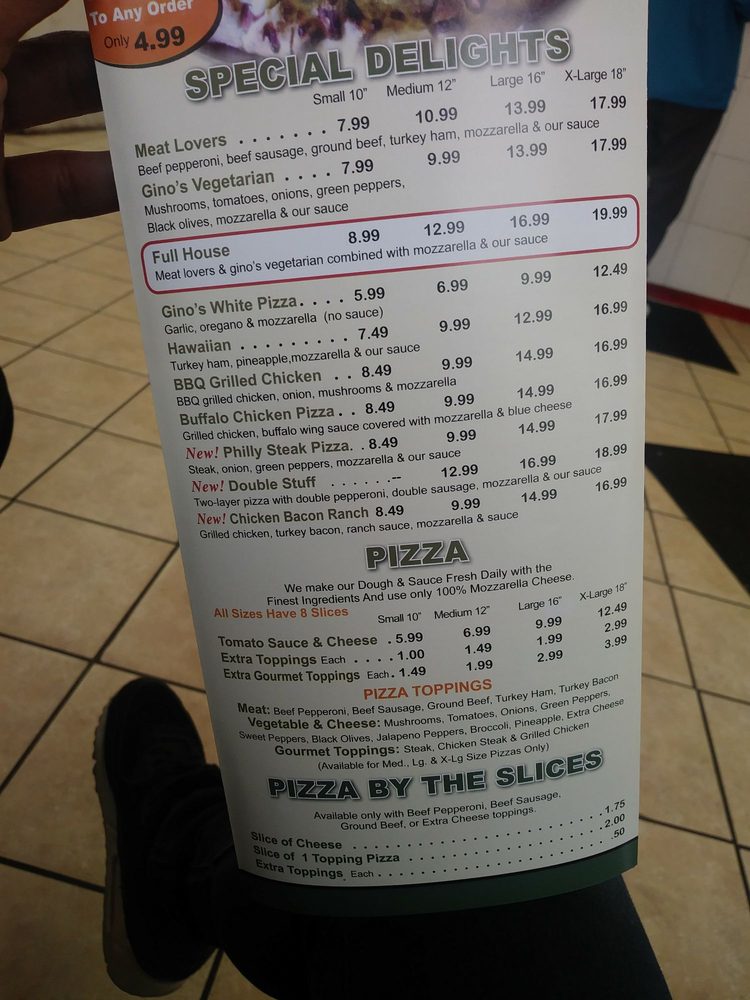 To Any Order
Only 4.99
SPECIAL DELIGHTS
Small 10" Medium 12" Large 16" X-Large 18"
Meat Lovers . . . . . . . 7.99 10.99 13.99 17.99
Beef pepperoni, beef sausage, ground beef, turkey ham, mozzarella & our sauce
Gino's Vegetarian . . . . 7.99 9.99 13.99 17.99
Mushrooms, tomatoes, onions, green peppers,
Black olives, mozzarella & our sauce
Full House 8.99 12.99 16.99 19.99
Meat lovers & gino's vegetarian combined with mozzarella & our sauce
Gino's White Pizza. . . . 5.99 6.99 9.99 12.49
Garlic, oregano & mozzarella (no sauce)
Hawaiian . . . . . . . . . 7.49 9.99 12.99 16.99
Turkey ham, pineapple,mozzarella & our sauce
BBQ Grilled Chicken . . 8.49 9.99 14.99 16.99
BBQ grilled chicken, onion, mushrooms & mozzarella
Buffalo Chicken Pizza. . 8.49 9.99 14.99 16.99
Grilled chicken, buffalo wing sauce covered with mozzarella & blue cheese
New! Philly Steak Pizza. . 8.49 9.99 14.99 17.99
Steak, onion, green peppers, mozzarella & our sauce
New! Double Stuff . . . . . .-- 12.99 16.99 18.99
Two-layer pizza with double pepperoni, double sausage, mozzarella & our sauce
New! Chicken Bacon Ranch 8.49 9.99 14.99 16.99
Grilled chicken, turkey bacon, ranch sauce, mozzarella & sauce
PIZZA
We make our Dough & Sauce Fresh Daily with the
Finest Ingredients And use only 100% Mozzarella Cheese.
All Sizes Have 8 Slices
Small 10" Medium 12" Large 16" X-Large 18"
Tomato Sauce & Cheese . 5.99 6.99 9.99 12.49
Extra Toppings Each . . . . 1.00 1.49 1.99 2.99
Extra Gourmet Toppings Each. 1.49 1.99 2.99 3.99
PIZZA TOPPINGS
Meat: Beef Pepperoni, Beef Sausage, Ground Beef, Turkey Ham, Turkey Bacon
Vegetable & Cheese: Mushrooms, Tomatoes, Onions, Green Peppers,
Sweet Peppers, Black Olives, Jalapeno Peppers, Broccoli, Pineapple, Extra Cheese
Gourmet Toppings: Steak, Chicken Steak & Grilled Chicken
(Available for Med., Lg. & X-Lg Size Pizzas Only)
PIZZA BY THE SLICES
Available only with Beef Pepperoni, Beef Sausage,
Ground Beef, or Extra Cheese toppings.
Slice of Cheese . . . . . . . . . . . . . . . . . . . . . . . . 1.75
Slice of 1 Topping Pizza . . . . . . . . . . . . . . . . . . 2.00
Extra Toppings Each . . . . . . . . . . . . . . . . . . . . .50